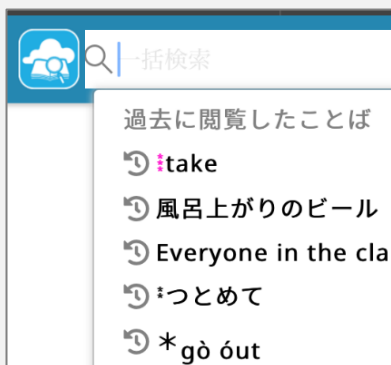 一括検索
過去に閲覧したことば
⁑take
風呂上がりのビール
Everyone in the cla
*つとめて
*gò óut